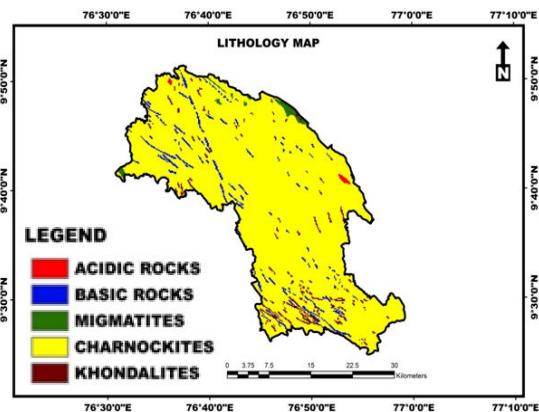 76°30'0"E 76°40'0"E 76°50'0"E 77°0'0"E 77°10'0"E
LITHOLOGY MAP
N
9°50'0"N 9°50'0"N
9°40'0"N 9°40'0"N
LEGEND
ACIDIC ROCKS
BASIC ROCKS
MIGMATITES
CHARNOCKITES
KHONDALITES
9°30'0"N 9°30'0"N
0 3.75 7.5 15 22.5 30
Kilometers
76°30'0"E 76°40'0"E 76°50'0"E 77°0'0"E 77°10'0"E